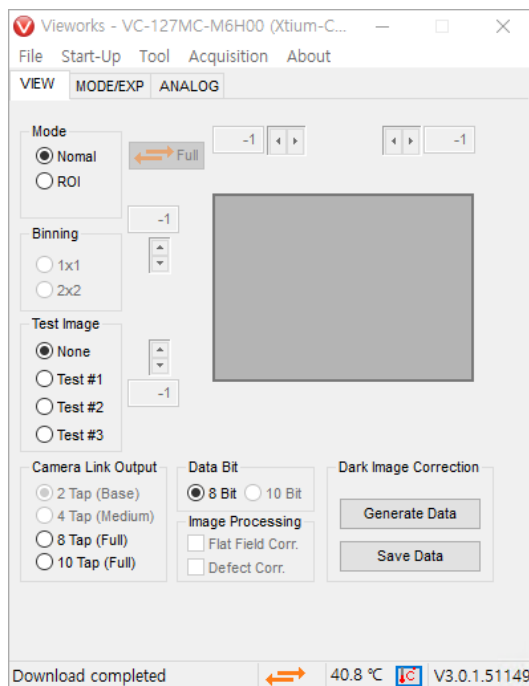 Vieworks - VC-127MC-M6H00 (Xtium-C...
File Start-Up Tool Acquisition About
VIEW MODE/EXP ANALOG
Mode
Nomal
ROI
Full
-1
-1
-1
Binning
1x1
2x2
Test Image
None
Test #1
Test #2
Test #3
-1
Camera Link Output
2 Tap (Base)
4 Tap (Medium)
8 Tap (Full)
10 Tap (Full)
Data Bit
8 Bit 10 Bit
Image Processing
Flat Field Corr.
Defect Corr.
Dark Image Correction
Generate Data
Save Data
Download completed 40.8 ℃ C V3.0.1.51149